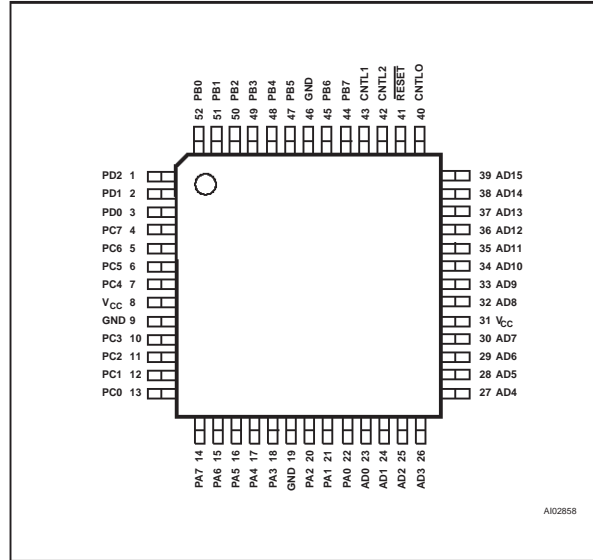 52 PB0
51 PB1
50 PB2
49 PB3
48 PB4
47 PB5
46 GND
45 PB6
44 PB7
43 CNTL1
42 CNTL2
41 RESET
40 CNTLO
PD2 1
PD1 2
PD0 3
PC7 4
PC6 5
PC5 6
PC4 7
VCC 8
GND 9
PC3 10
PC2 11
PC1 12
PC0 13
39 AD15
38 AD14
37 AD13
36 AD12
35 AD11
34 AD10
33 AD9
32 AD8
31 VCC
30 AD7
29 AD6
28 AD5
27 AD4
PA7 14
PA6 15
PA5 16
PA4 17
PA3 18
GND 19
PA2 20
PA1 21
PA0 22
AD0 23
AD1 24
AD2 25
AD3 26
AI02858